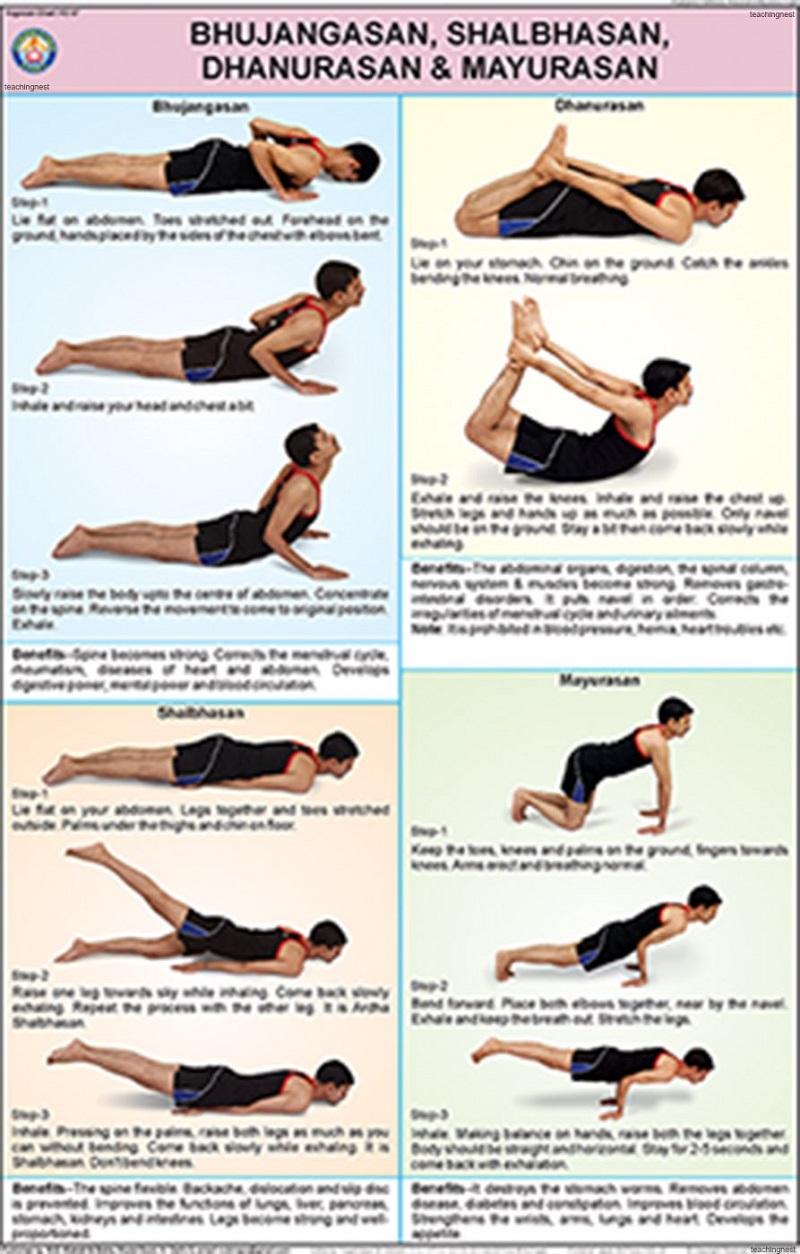 teachingnest
BHUJANGASAN, SHALBHASAN,
DHANURASAN & MAYURASAN
teachingnest
Bhujangasan
Step-1
Lie flat on abdomen. Toes stretched out. Forehead on the
ground, hands placed by the sides of the chest with elbows bent.
Step-2
Inhale and raise your head and chest a bit.
Step-3
Slowly raise the body upto the centre of abdomen. Concentrate
on the spine. Reverse the movement to come to original position.
Exhale.
Benefits-Spine becomes strong. Corrects the menstrual cycle,
rheumatism, diseases of heart and abdomen. Develops
digestive power, mental power and blood circulation.
Shalbhasan
Step-1
Lie flat on your abdomen. Legs together and toes stretched
outside. Palms under the thighs and chin on floor.
Step-2
Raise one leg towards sky while inhaling. Come back slowly
exhaling. Repeat the process with the other leg. It is Ardha
Shalbhasan.
Step-3
Inhale. Pressing on the palms, raise both legs as much as you
can without bending. Come back slowly while exhaling. It is
Shalbhasan. Don't bend knees.
Benefits-The spine flexible. Backache, dislocation and slip disc
is prevented. Improves the functions of lungs, liver, pancreas,
stomach, kidneys and intestines. Legs become strong and well-
proportioned.
Dhanurasan
Step-1
Lie on your stomach. Chin on the ground. Catch the ankles
bending the knees. Normal breathing.
Step-2
Exhale and raise the knees. Inhale and raise the chest up.
Stretch legs and hands up as much as possible. Only navel
should be on the ground. Stay a bit then come back slowly while
exhaling.
Benefits-The abdominal organs, digestion, the spinal column,
nervous system & muscles become strong. Removes gastro-
intestinal disorders. It puts navel in order. Corrects the
irregularities of menstrual cycle and urinary ailments.
Note: It is prohibited in blood pressure, hernia, heart troubles etc.
Mayurasan
Step-1
Keep the toes, knees and palms on the ground, fingers towards
knees. Arms erect and breathing normal.
Step-2
Bend forward. Place both elbows together, near by the navel.
Exhale and keep the breath out. Stretch the legs.
Step-3
Inhale. Making balance on hands, raise both the legs together.
Body should be straight and horizontal. Stay for 2-5 seconds and
come back with exhalation.
Benefits-It destroys the stomach worms. Removes abdomen
disease, diabetes and constipation. Improves blood circulation.
Strengthens the wrists, arms, lungs and heart. Develops the
appetite.
teachingnest